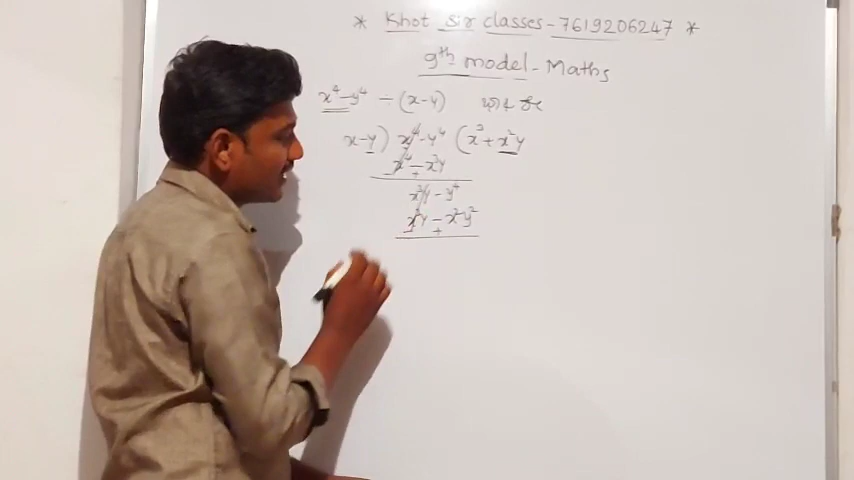 * Khot Sir classes - 7619206247 *
9th model - Maths
x⁴-y⁴ ÷ (x-y)
x-y) x⁴-y⁴ (x³+x²y
x⁴-x³y
- +
x³y - y⁴
x³y - x²y²
- +